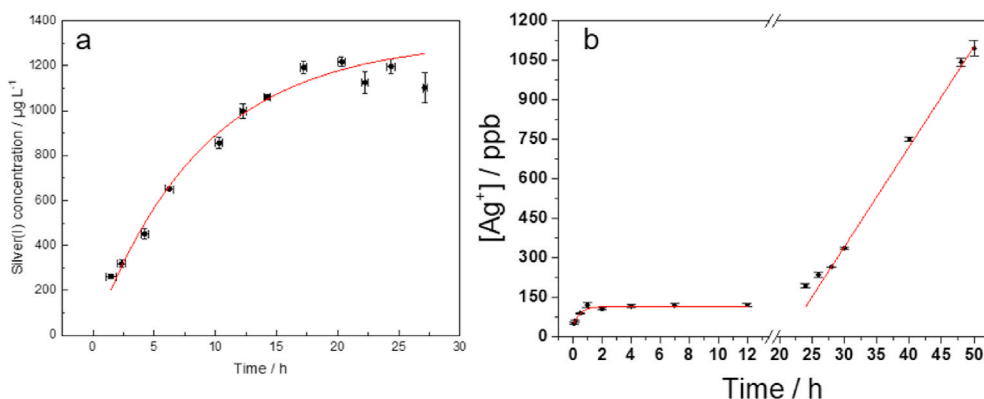 a
1400
1200
1000
800
600
400
200
0
0 5 10 15 20 25 30
Silver(I) concentration / µg L⁻¹
Time / h
b
1200
1050
900
750
600
450
300
150
0
0 2 4 6 8 10 12 20 25 30 35 40 45 50
[Ag⁺] / ppb
Time / h